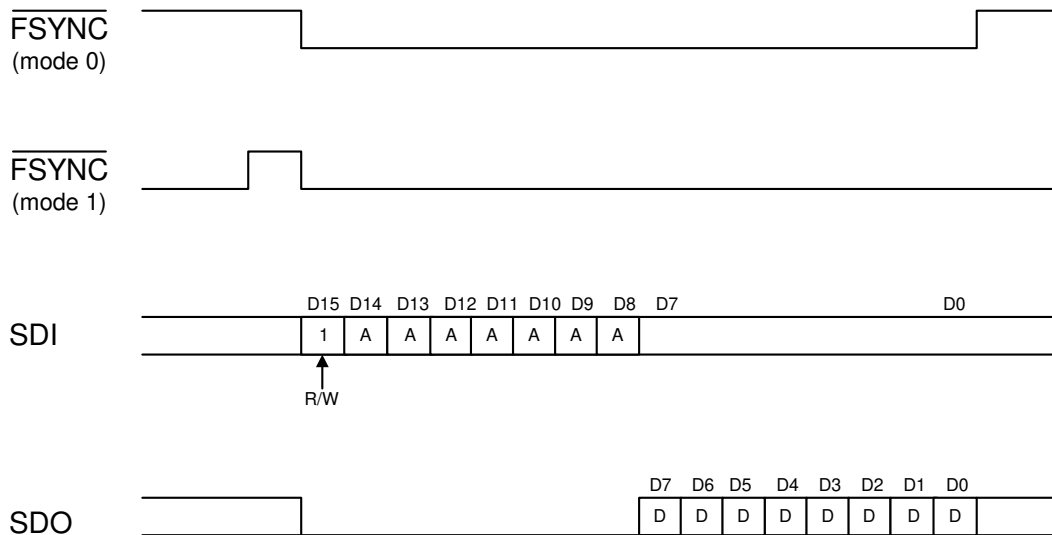 FSYNC
(mode 0)
FSYNC
(mode 1)
D15 D14 D13 D12 D11 D10 D9 D8 D7 D0
SDI 1 A A A A A A A
R/W
D7 D6 D5 D4 D3 D2 D1 D0
SDO D D D D D D D D